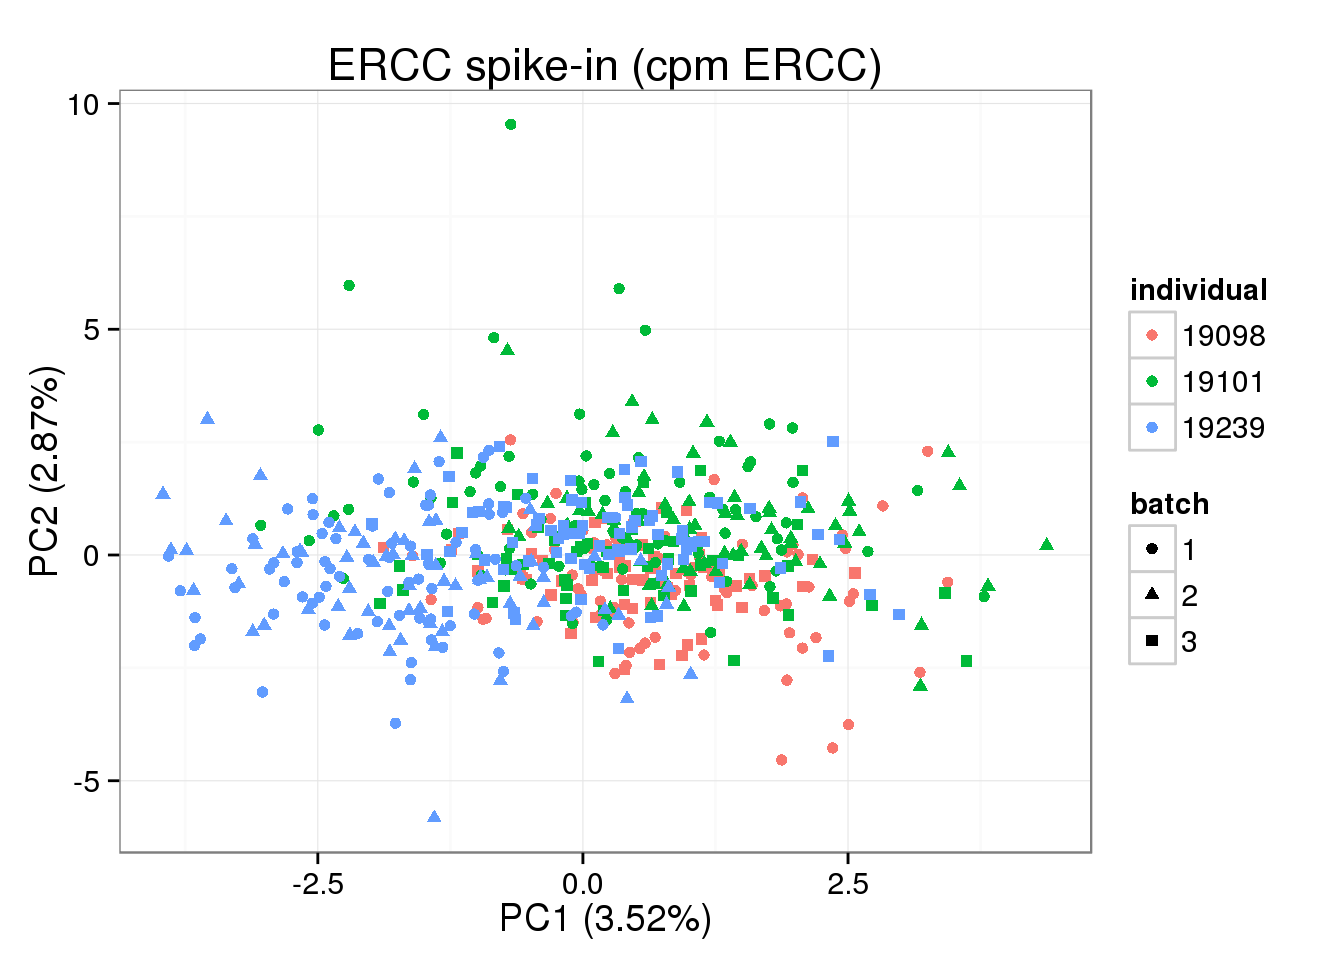 ERCC spike-in (cpm ERCC)
10
5
0
-5
PC2 (2.87%)
-2.5
0.0
2.5
PC1 (3.52%)
individual
19098
19101
19239
batch
1
2
3